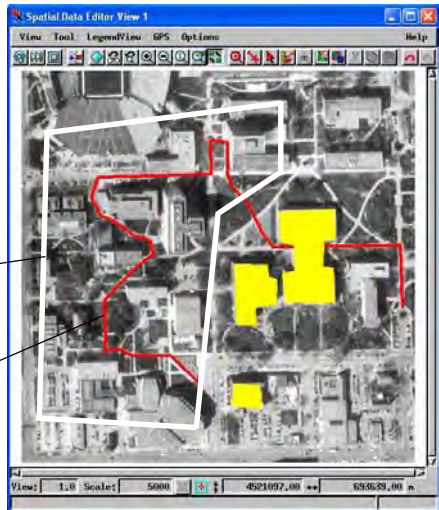 Spatial Data Editor View 1
View Tool LegendView GPS Options Help
View: 1.0 Scale: 5000 4521097.00 693639.00 m